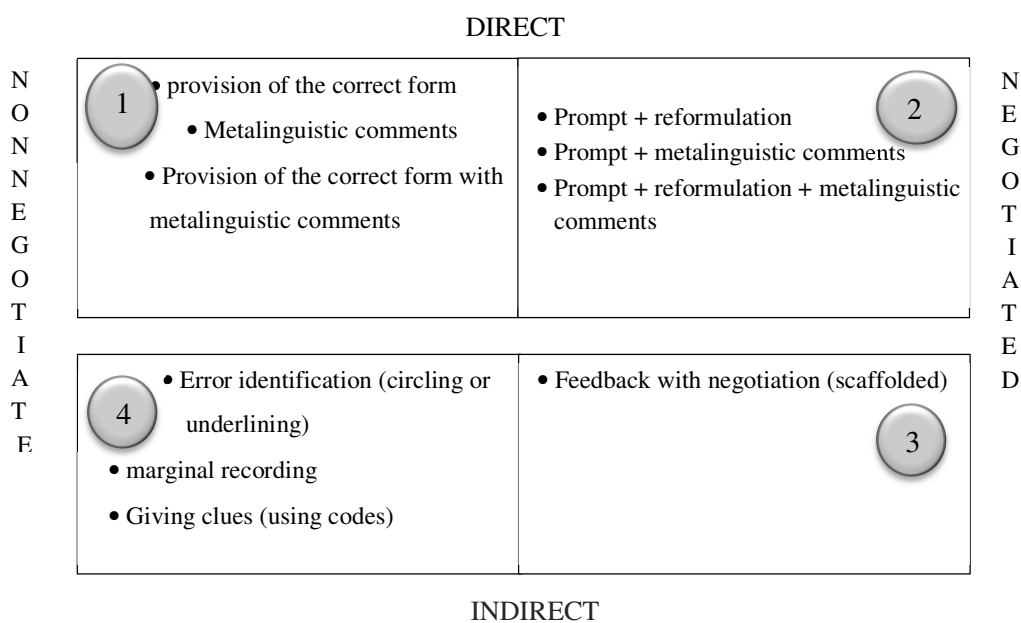 DIRECT
NONNEGOTIATE
1
• provision of the correct form
• Metalinguistic comments
• Provision of the correct form with
metalinguistic comments
2
• Prompt + reformulation
• Prompt + metalinguistic comments
• Prompt + reformulation + metalinguistic
comments
NEGOTIATED
4
• Error identification (circling or
underlining)
• marginal recording
• Giving clues (using codes)
• Feedback with negotiation (scaffolded)
3
INDIRECT